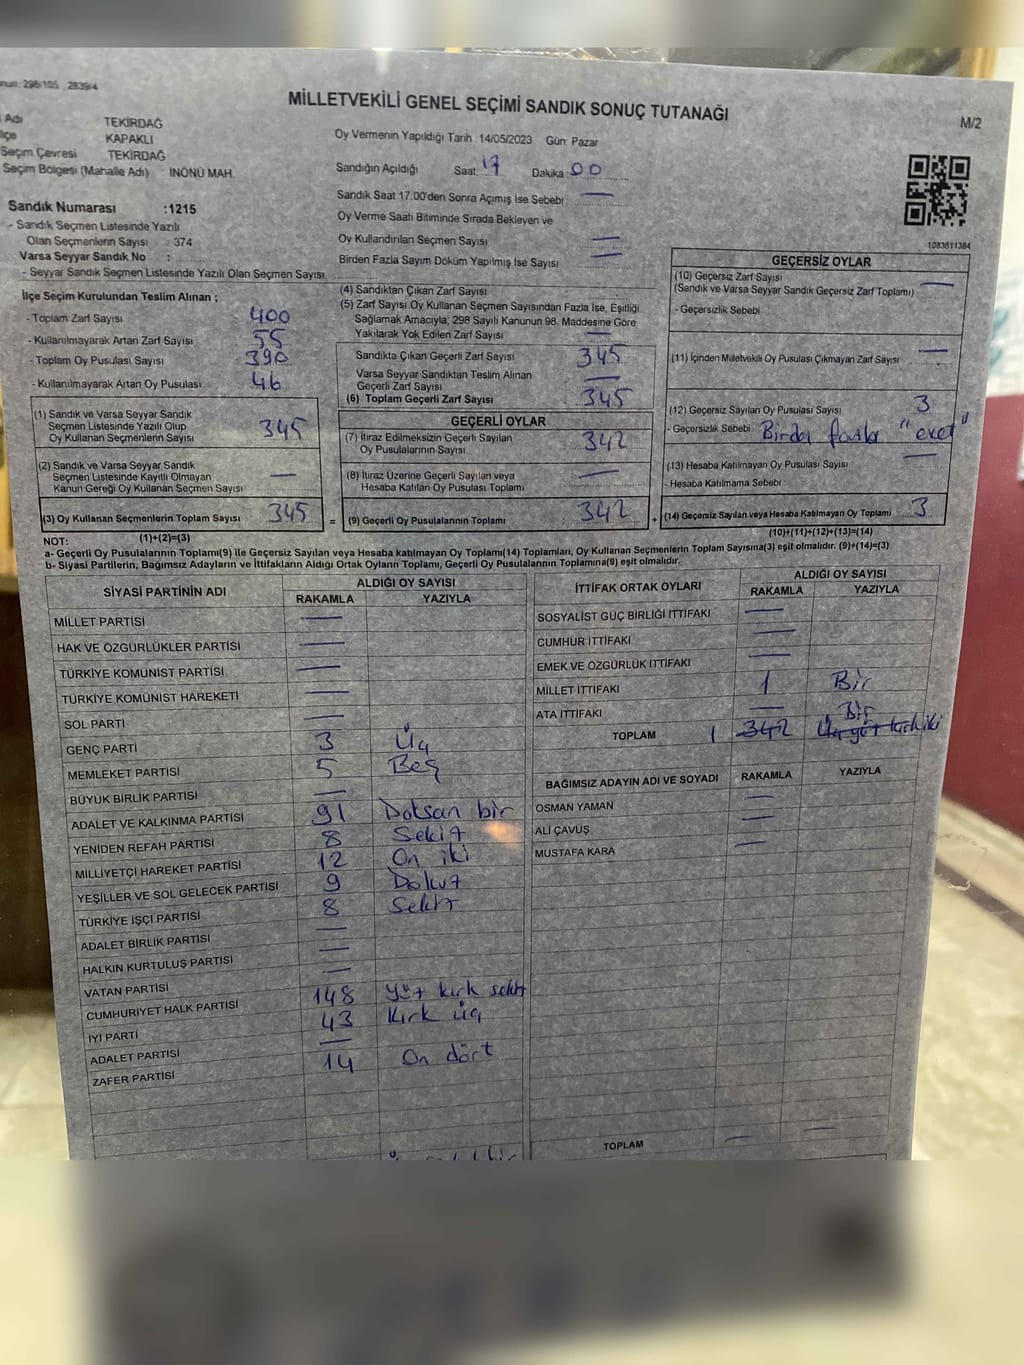 298/105 2839/4
MİLLETVEKİLİ GENEL SEÇİMİ SANDIK SONUÇ TUTANAĞI
M/2
Adı TEKİRDAĞ
KAPAKLI
Seçim Çevresi TEKİRDAĞ
Seçim Bölgesi (Mahalle Adı) İNÖNÜ MAH.
Oy Vermenin Yapıldığı Tarih : 14/05/2023 Gün: Pazar
Sandığın Açıldığı Saat: 17 Dakika: 00
Sandık Saat 17.00'den Sonra Açımış İse Sebebi : —
Oy Verme Saati Bitiminde Sırada Bekleyen ve
Oy Kullandırılan Seçmen Sayısı —
Birden Fazla Sayım Döküm Yapılmış İse Sayısı —
1083811384
Sandık Numarası :1215
- Sandık Seçmen Listesinde Yazılı
Olan Seçmenlerin Sayısı : 374
Varsa Seyyar Sandık No :
- Seyyar Sandık Seçmen Listesinde Yazılı Olan Seçmen Sayısı
İlçe Seçim Kurulundan Teslim Alınan ;
- Toplam Zarf Sayısı 400
- Kullanılmayarak Artan Zarf Sayısı 55
- Toplam Oy Pusulası Sayısı 390
- Kullanılmayarak Artan Oy Pusulası 46
(4) Sandıktan Çıkan Zarf Sayısı
(5) Zarf Sayısı Oy Kullanan Seçmen Sayısından Fazla İse, Eşitliği
Sağlamak Amacıyla, 298 Sayılı Kanunun 98. Maddesine Göre
Yakılarak Yok Edilen Zarf Sayısı —
Sandıkta Çıkan Geçerli Zarf Sayısı 345
Varsa Seyyar Sandıktan Teslim Alınan
Geçerli Zarf Sayısı —
(6) Toplam Geçerli Zarf Sayısı 345
GEÇERSİZ OYLAR
(10) Geçersiz Zarf Sayısı —
(Sandık ve Varsa Seyyar Sandık Geçersiz Zarf Toplamı)
- Geçersizlik Sebebi
(11) İçinden Milletvekili Oy Pusulası Çıkmayan Zarf Sayısı —
(12) Geçersiz Sayılan Oy Pusulası Sayısı 3
- Geçersizlik Sebebi: Birden fazla "evet"
(13) Hesaba Katılmayan Oy Pusulası Sayısı —
- Hesaba Katılmama Sebebi
(14) Geçersiz Sayılan veya Hesaba Katılmayan Oy Toplamı 3
(10)+(11)+(12)+(13)=(14)
(1) Sandık ve Varsa Seyyar Sandık
Seçmen Listesinde Yazılı Olup
Oy Kullanan Seçmenlerin Sayısı 345
(2) Sandık ve Varsa Seyyar Sandık
Seçmen Listesinde Kayıtlı Olmayan
Kanun Gereği Oy Kullanan Seçmen Sayısı —
(3) Oy Kullanan Seçmenlerin Toplam Sayısı 345 =
(1)+(2)=(3)
GEÇERLİ OYLAR
(7) İtiraz Edilmeksizin Geçerli Sayılan
Oy Pusulalarının Sayısı 342
(8) İtiraz Üzerine Geçerli Sayılan veya
Hesaba Katılan Oy Pusulası Toplamı —
(9) Geçerli Oy Pusulalarının Toplamı : 342 +
NOT:
a- Geçerli Oy Pusulalarının Toplamı(9) ile Geçersiz Sayılan veya Hesaba katılmayan Oy Toplamı(14) Toplamları, Oy Kullanan Seçmenlerin Toplam Sayısına(3) eşit olmalıdır. (9)+(14)=(3)
b- Siyasi Partilerin, Bağımsız Adayların ve İttifakların Aldığı Ortak Oyların Toplamı, Geçerli Oy Pusulalarının Toplamına(9) eşit olmalıdır.
SİYASİ PARTİNİN ADI ALDIĞI OY SAYISI
RAKAMLA YAZIYLA
MİLLET PARTİSİ —
HAK VE ÖZGÜRLÜKLER PARTİSİ —
TÜRKİYE KOMÜNİST PARTİSİ —
TÜRKİYE KOMÜNİST HAREKETİ —
SOL PARTİ —
GENÇ PARTİ 3 Üç
MEMLEKET PARTİSİ 5 Beş
BÜYÜK BİRLİK PARTİSİ —
ADALET VE KALKINMA PARTİSİ 91 Doksan bir
YENİDEN REFAH PARTİSİ 8 Sekiz
MİLLİYETÇİ HAREKET PARTİSİ 12 On iki
YEŞİLLER VE SOL GELECEK PARTİSİ 9 Dokuz
TÜRKİYE İŞÇİ PARTİSİ 8 Sekiz
ADALET BİRLİK PARTİSİ —
HALKIN KURTULUŞ PARTİSİ —
VATAN PARTİSİ —
CUMHURİYET HALK PARTİSİ 148 Yüz kırk sekiz
İYİ PARTİ 43 Kırk üç
ADALET PARTİSİ —
ZAFER PARTİSİ 14 On dört
İTTİFAK ORTAK OYLARI ALDIĞI OY SAYISI
RAKAMLA YAZIYLA
SOSYALİST GÜÇ BİRLİĞİ İTTİFAKI —
CUMHUR İTTİFAKI —
EMEK VE ÖZGÜRLÜK İTTİFAKI —
MİLLET İTTİFAKI 1 Bir
ATA İTTİFAKI —
TOPLAM 1 342 Bir Üç yüz kırk iki
BAĞIMSIZ ADAYIN ADI VE SOYADI RAKAMLA YAZIYLA
OSMAN YAMAN —
ALİ ÇAVUŞ —
MUSTAFA KARA —
TOPLAM — —